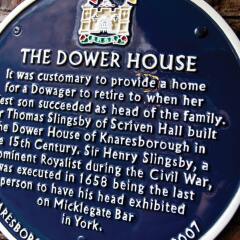 THE DOWER HOUSE
It was customary to provide a home
for a Dowager to retire to when her
est son succeeded as head of the family.
Thomas Slingsby of Scriven Hall built
he Dower House of Knaresborough in
e 15th Century. Sir Henry Slingsby, a
ominent Royalist during the Civil War,
was executed in 1658 being the last
person to have his head exhibited
on Micklegate Bar
in York.
ARESBOR
2007